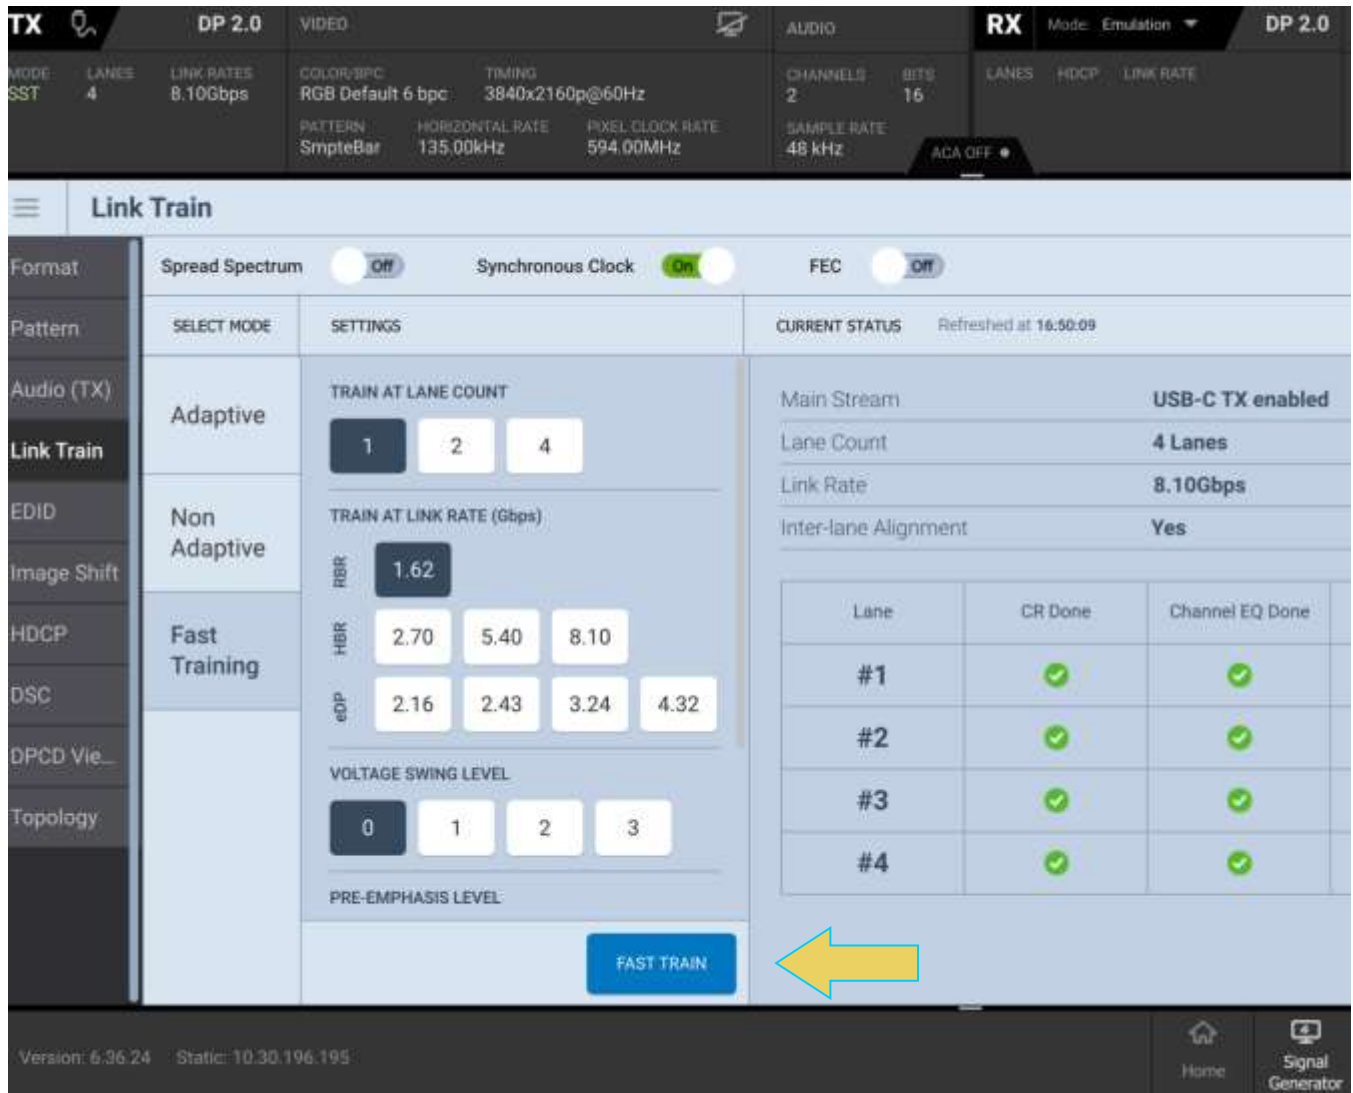 TX DP 2.0 VIDEO AUDIO RX Mode: Emulation DP 2.0
MODE LANES LINK RATES COLOR/BPC TIMING CHANNELS BITS LANES HDCP LINK RATE
SST 4 8.10Gbps RGB Default 6 bpc 3840x2160p@60Hz 2 16
PATTERN HORIZONTAL RATE PIXEL CLOCK RATE SAMPLE RATE
SmpteBar 135.00kHz 594.00MHz 48 kHz ACA OFF
Link Train
Format Spread Spectrum Off Synchronous Clock On FEC Off
Pattern SELECT MODE SETTINGS CURRENT STATUS Refreshed at 16:50:09
Audio (TX)
Link Train
EDID
Image Shift
HDCP
DSC
DPCD Vie...
Topology
Adaptive
Non
Adaptive
Fast
Training
TRAIN AT LANE COUNT
1 2 4
TRAIN AT LINK RATE (Gbps)
RBR 1.62
HBR 2.70 5.40 8.10
eDP 2.16 2.43 3.24 4.32
VOLTAGE SWING LEVEL
0 1 2 3
PRE-EMPHASIS LEVEL
FAST TRAIN
Main Stream USB-C TX enabled
Lane Count 4 Lanes
Link Rate 8.10Gbps
Inter-lane Alignment Yes
Lane CR Done Channel EQ Done
#1
#2
#3
#4
Version: 6.36.24 Static: 10.30.196.195
Home
4
Signal
Generator